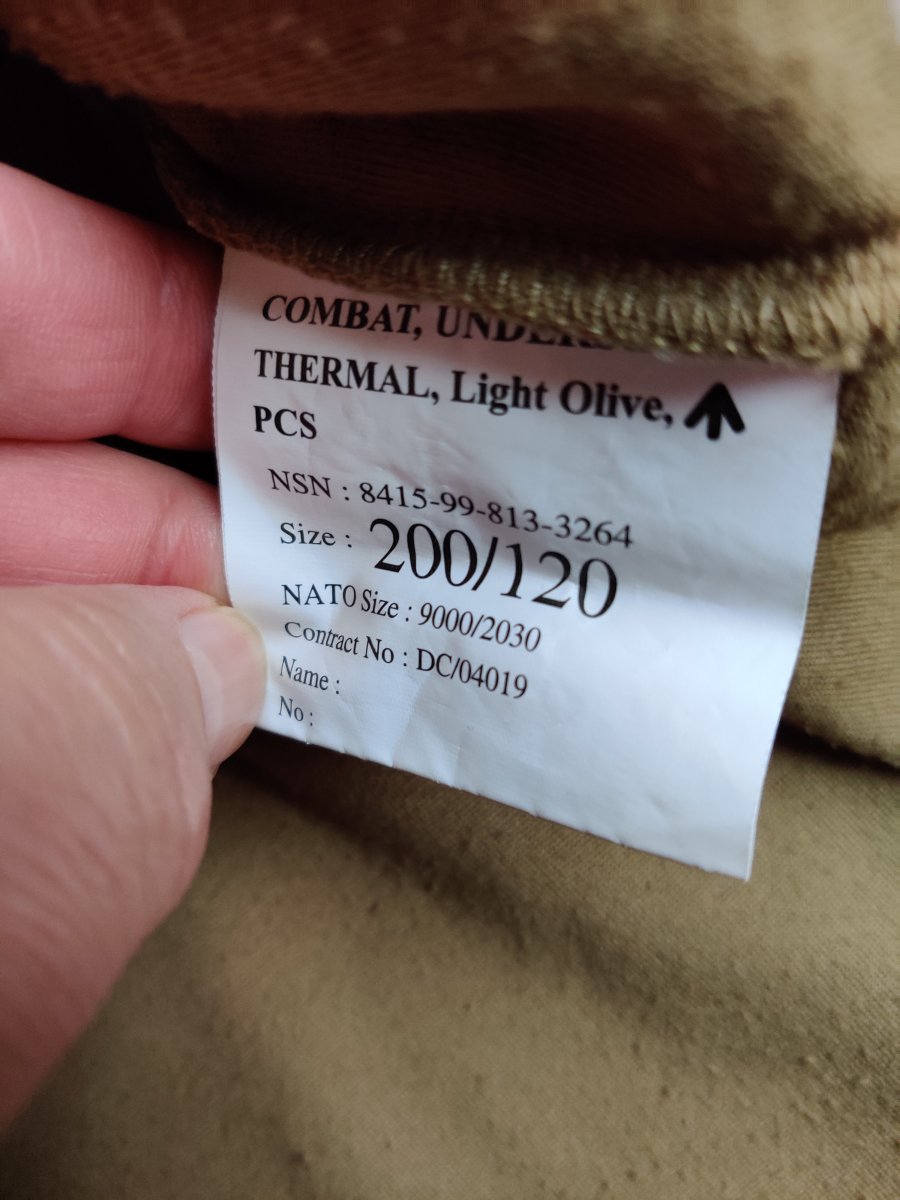 COMBAT,
THERMAL, Light Olive,
PCS
NSN : 8415-99-813-3264
Size : 200/120
NATO Size : 9000/2030
Contract No : DC/04019
Name :
No :